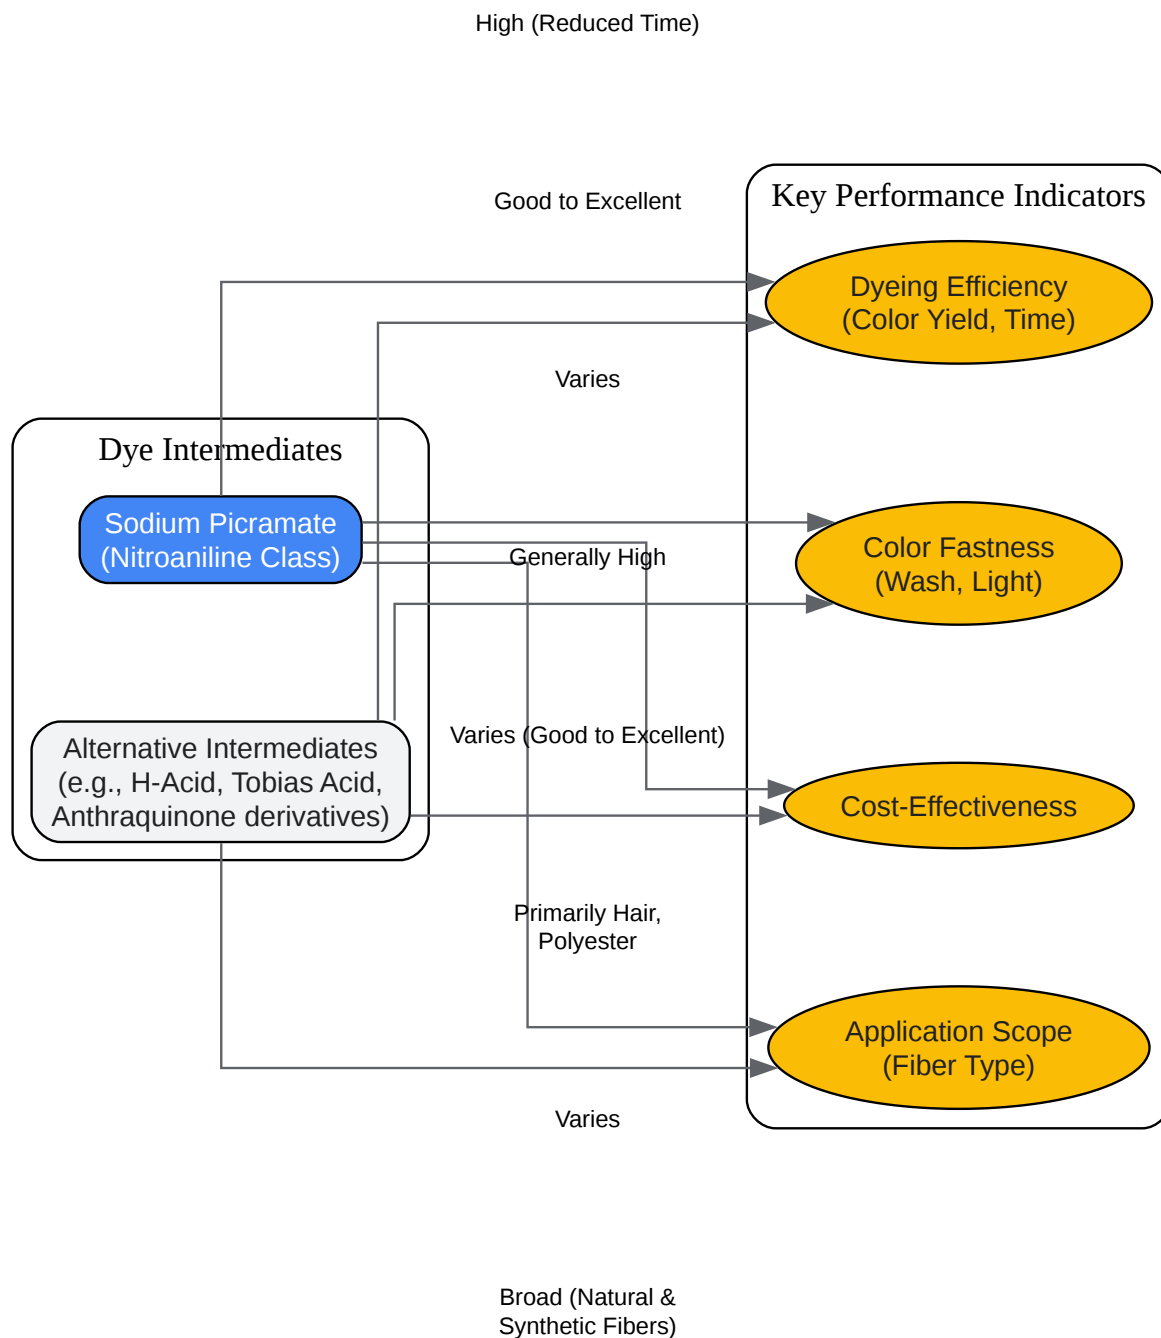 High (Reduced Time)
Good to Excellent
Key Performance Indicators
Dyeing Efficiency
(Color Yield, Time)
Varies
Dye Intermediates
Sodium Picramate
(Nitroaniline Class)
Generally High
Color Fastness
(Wash, Light)
Alternative Intermediates
(e.g., H-Acid, Tobias Acid,
Anthraquinone derivatives)
Varies (Good to Excellent)
Cost-Effectiveness
Primarily Hair,
Polyester
Application Scope
(Fiber Type)
Varies
Broad (Natural &
Synthetic Fibers)